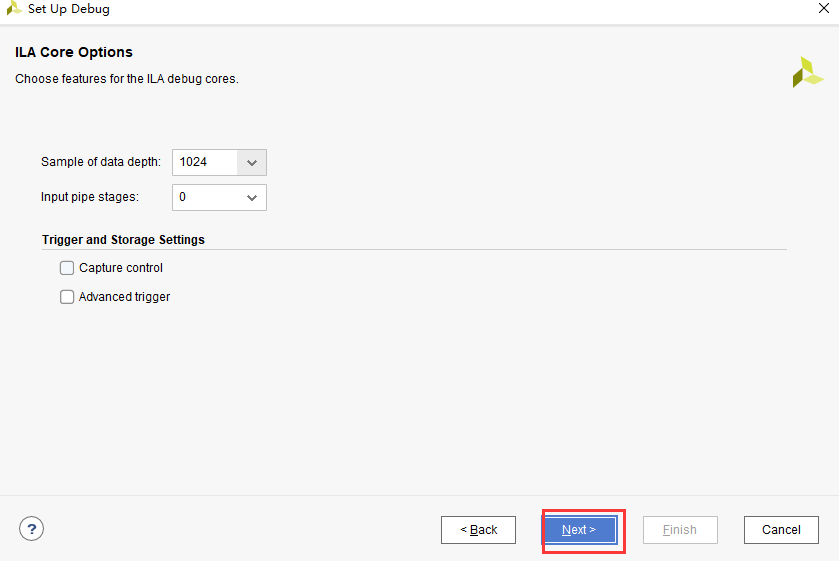 Set Up Debug
ILA Core Options
Choose features for the ILA debug cores.
Sample of data depth: 1024
Input pipe stages: 0
Trigger and Storage Settings
Capture control
Advanced trigger
? < Back Next > Finish Cancel